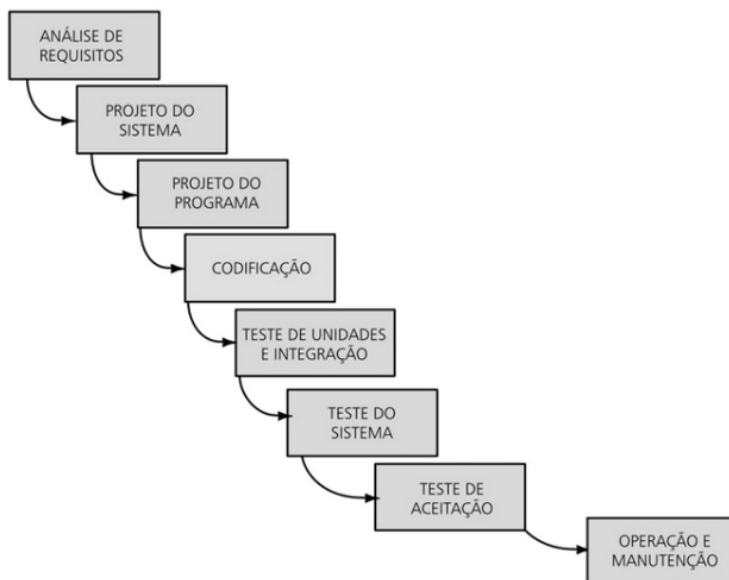 ANÁLISE DE
REQUISITOS
PROJETO DO
SISTEMA
PROJETO DO
PROGRAMA
CODIFICAÇÃO
TESTE DE UNIDADES
E INTEGRAÇÃO
TESTE DO
SISTEMA
TESTE DE
ACEITAÇÃO
OPERAÇÃO E
MANUTENÇÃO